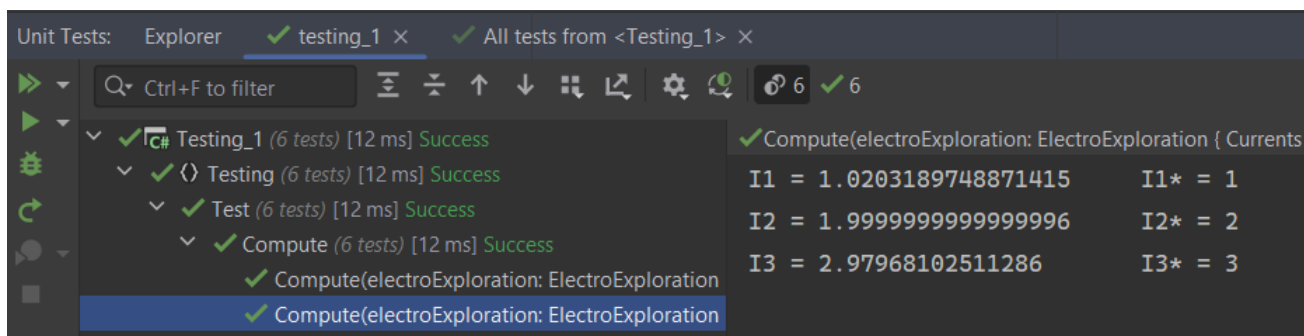 Unit Tests: Explorer testing_1 × All tests from <Testing_1> ×
Ctrl+F to filter 6 6
C# Testing_1 (6 tests) [12 ms] Success
Compute(electroExploration: ElectroExploration { Currents
Testing (6 tests) [12 ms] Success
I1 = 1.0203189748871415 I1* = 1
Test (6 tests) [12 ms] Success
I2 = 1.9999999999999996 I2* = 2
Compute (6 tests) [12 ms] Success
I3 = 2.97968102511286 I3* = 3
Compute(electroExploration: ElectroExploration
Compute(electroExploration: ElectroExploration